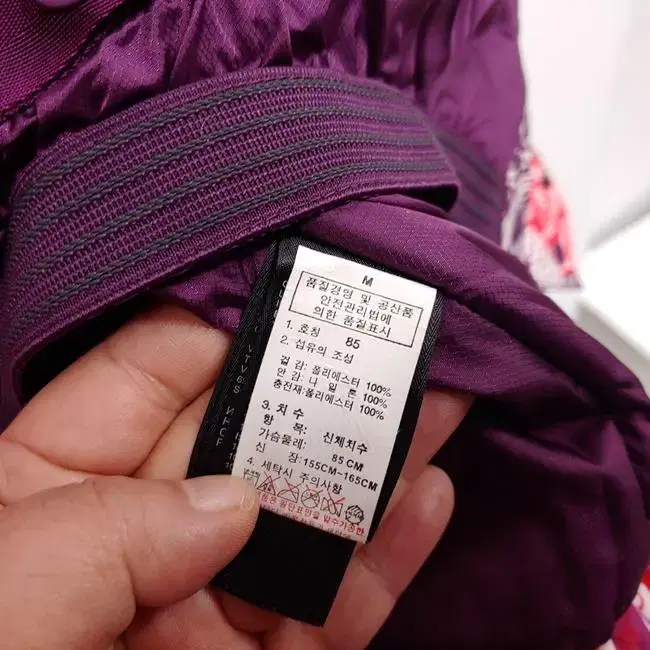 M
품질경영 및 공산품
안전관리법에
의한 품질표시
1. 호칭 85
2. 섬유의 조성
겉 감: 폴리에스터 100%
안 감: 나 일 론 100%
충전재:폴리에스터 100%
3. 치수
항 목: 신체치수
가슴둘레: 85 CM
신 장: 155CM-165CM
4. 세탁시 주의사항